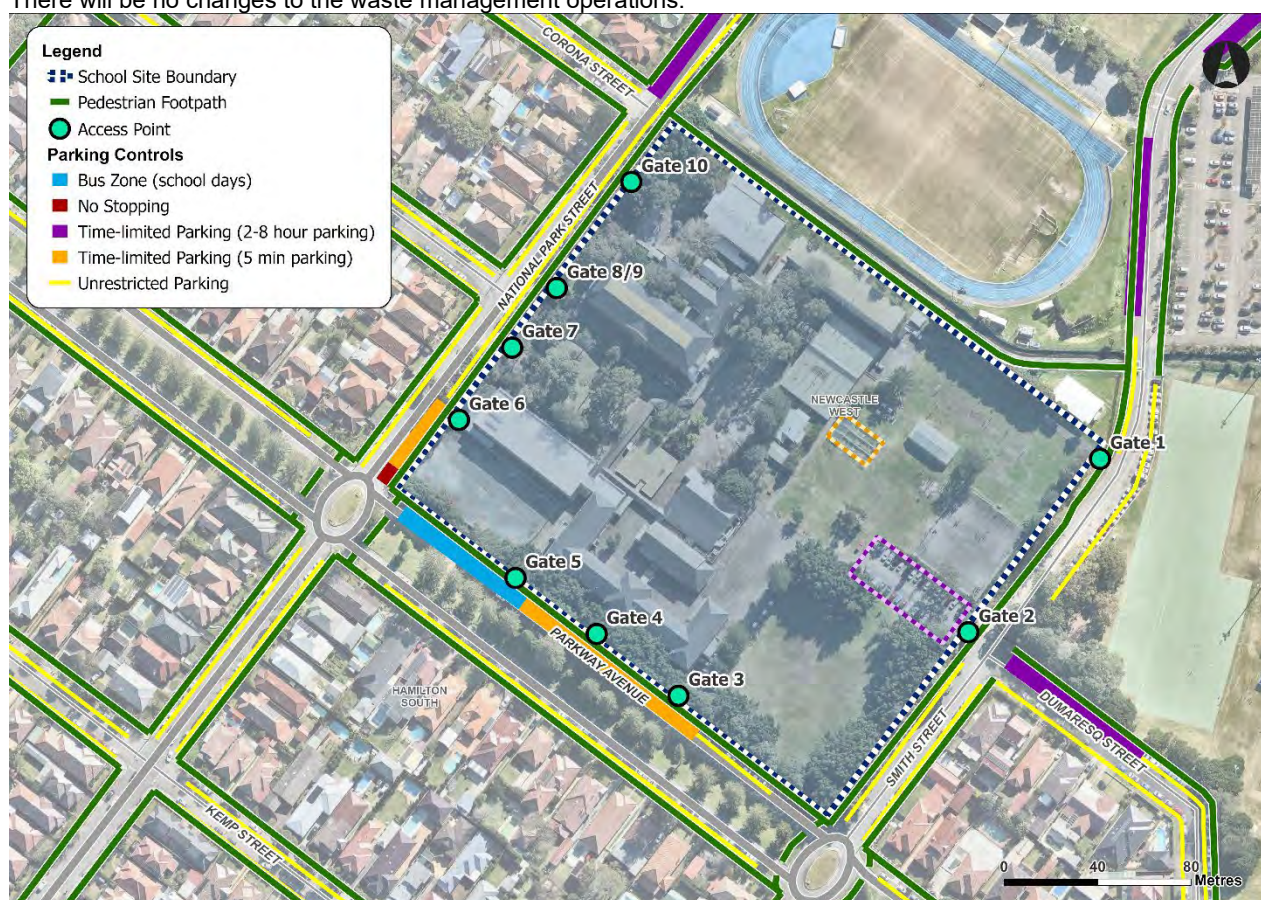 There will be no changes to the waste management operations.
Legend
School Site Boundary
Pedestrian Footpath
Access Point
Parking Controls
Bus Zone (school days)
No Stopping
Time-limited Parking (2-8 hour parking)
Time-limited Parking (5 min parking)
Unrestricted Parking
CORONA STREET
NATIONAL PARK STREET
Gate 10
Gate 8/9
Gate 7
Gate 6
NEWCASTLE
WEST
Gate 1
Gate 5
Gate 4
Gate 2
Gate 3
PARKWAY AVENUE
HAMILTON
SOUTH
SMITH STREET
DUMARESQ STREET
KEMP STREET
0 40 80
Metres